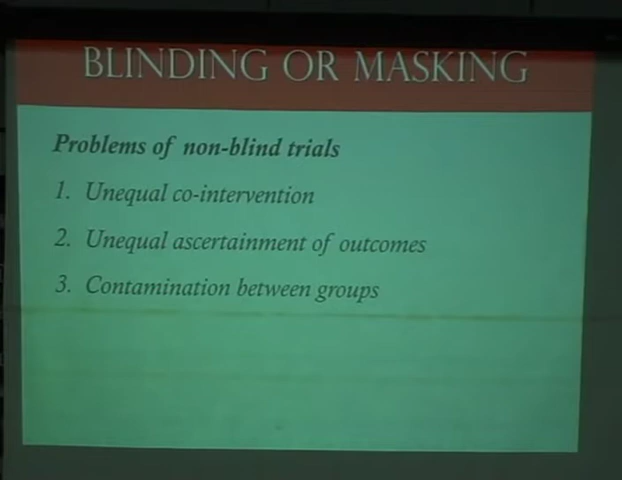 BLINDING OR MASKING
Problems of non-blind trials
1. Unequal co-intervention
2. Unequal ascertainment of outcomes
3. Contamination between groups